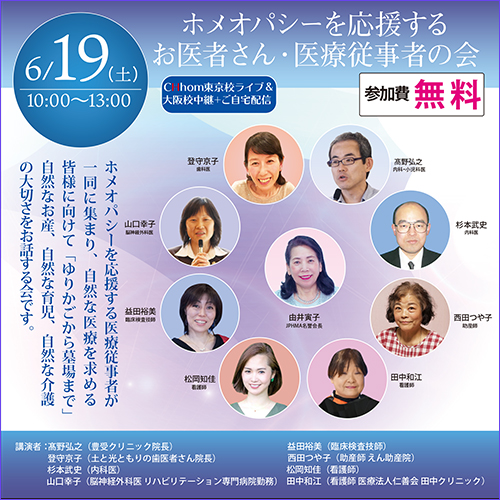 ホメオパシーを応援する
お医者さん・医療従事者の会
6/19(土)
10:00～13:00
CHhom東京校ライブ&
大阪校中継+ご自宅配信
参加費 無料
登守京子
歯科医
髙野弘之
内科・小児科医
山口幸子
脳神経外科医
杉本武史
内科医
由井寅子
JPHMA名誉会長
益田裕美
臨床検査技師
西田つや子
助産師
松岡知佳
看護師
田中和江
看護師
ホメオパシーを応援する医療従事者が
一同に集まり、自然な医療を求める
皆様に向けて「ゆりかごから墓場まで」
自然なお産、自然な育児、自然な介護
の大切さをお話する会です。
講演者：髙野弘之（豊受クリニック院長）
登守京子（土と光ともりの歯医者さん院長）
杉本武史（内科医）
山口幸子（脳神経外科医 リハビリテーション専門病院勤務）
益田裕美（臨床検査技師）
西田つや子（助産師 えん助産院）
松岡知佳（看護師）
田中和江（看護師 医療法人仁善会 田中クリニック）